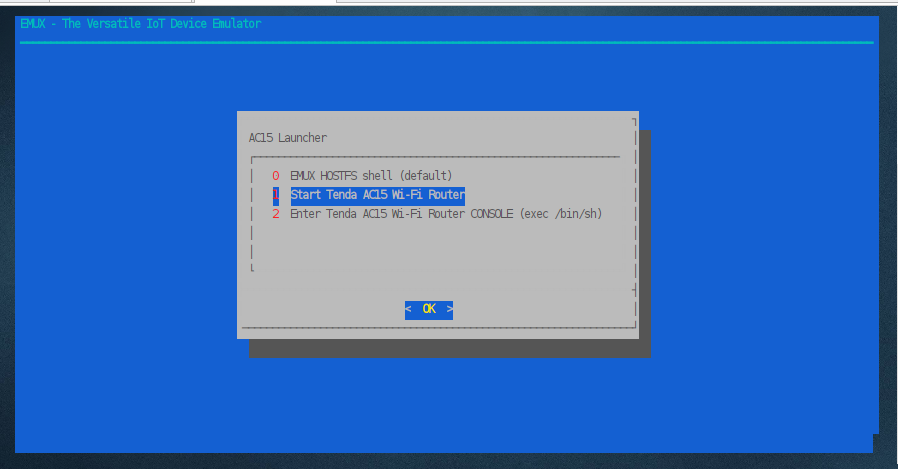 EMUX - The Versatile IoT Device Emulator
AC15 Launcher
0 EMUX HOSTFS shell (default)
1 Start Tenda AC15 Wi-Fi Router
2 Enter Tenda AC15 Wi-Fi Router CONSOLE (exec /bin/sh)
< OK >